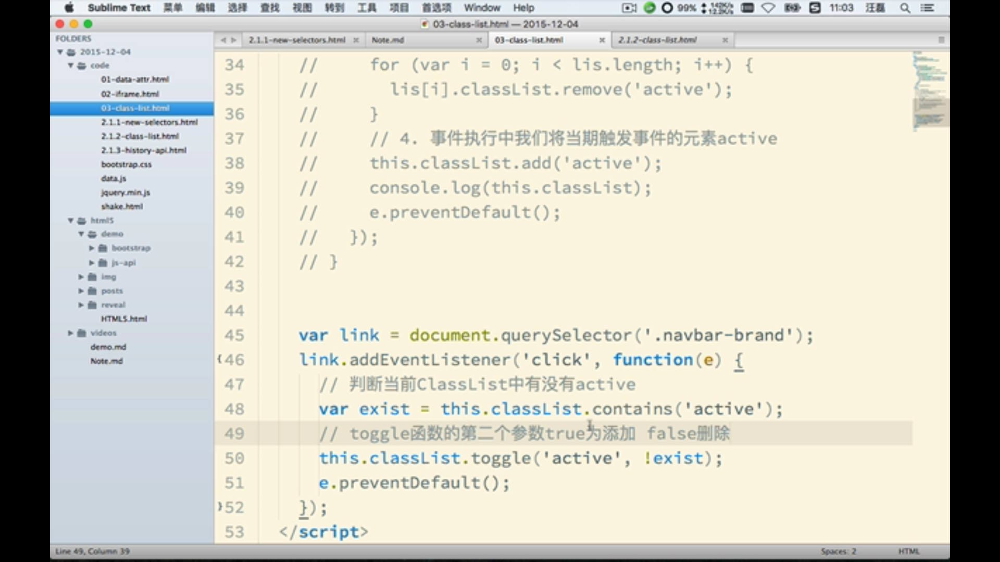 Sublime Text 菜单 编辑 选择 查找 视图 转到 工具 项目 首选项 Window Help 99% 11:03 汪磊
03-class-list.html — 2015-12-04
FOLDERS
2015-12-04
code
01-data-attr.html
02-iframe.html
03-class-list.html
2.1.1-new-selectors.html
2.1.2-class-list.html
2.1.3-history-api.html
bootstrap.css
data.js
jquery.min.js
shake.html
html5
demo
bootstrap
js-api
img
posts
reveal
HTML5.html
videos
demo.md
Note.md
2.1.1-new-selectors.html Note.md 03-class-list.html 2.1.2-class-list.html
34 // for (var i = 0; i < lis.length; i++) {
35 // lis[i].classList.remove('active');
36 // }
37 // // 4. 事件执行中我们将当期触发事件的元素active
38 // this.classList.add('active');
39 // console.log(this.classList);
40 // e.preventDefault();
41 // });
42 // }
43
44
45 var link = document.querySelector('.navbar-brand');
46 link.addEventListener('click', function(e) {
47 // 判断当前ClassList中有没有active
48 var exist = this.classList.contains('active');
49 // toggle函数的第二个参数true为添加 false删除
50 this.classList.toggle('active', !exist);
51 e.preventDefault();
52 });
53 </script>
Line 49, Column 39 Spaces: 2 HTML